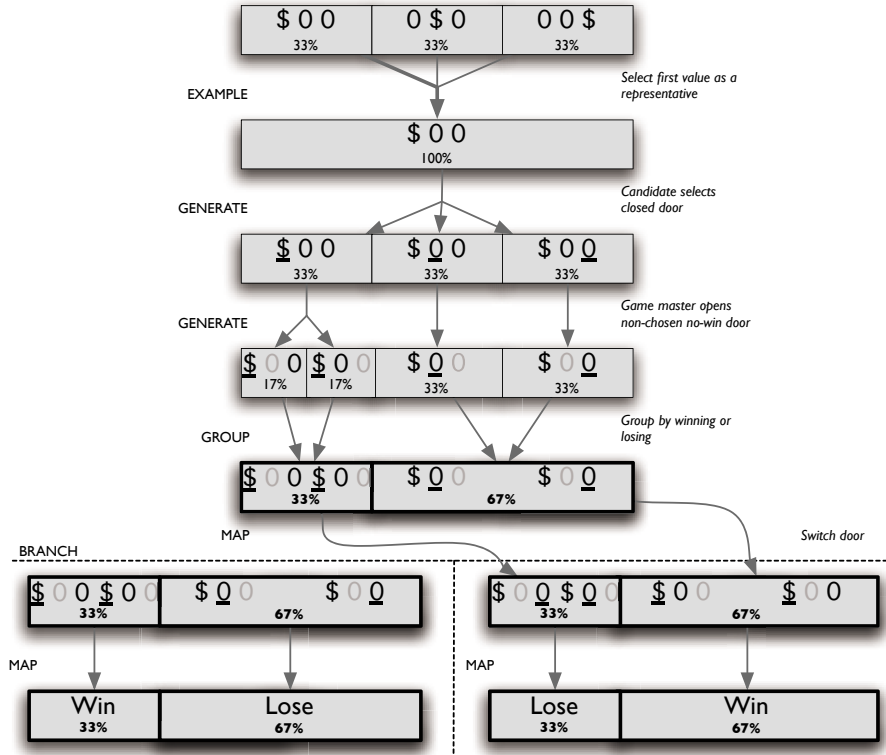 $ 0 0 0 $ 0 0 0 $
33% 33% 33%
Select first value as a
representative
EXAMPLE
$ 0 0
100%
Candidate selects
closed door
GENERATE
$ 0 0 $ 0 0 $ 0 0
33% 33% 33%
Game master opens
non-chosen no-win door
GENERATE
$ 0 0 $ 0 0 $ 0 0 $ 0 0
17% 17% 33% 33%
Group by winning or
losing
GROUP
$ 0 0 $ 0 0 $ 0 0 $ 0 0
33% 67%
MAP
Switch door
BRANCH
$ 0 0 $ 0 0 $ 0 0 $ 0 0
33% 67%
$ 0 0 $ 0 0 $ 0 0 $ 0 0
33% 67%
MAP
MAP
Win Lose
33% 67%
Lose Win
33% 67%